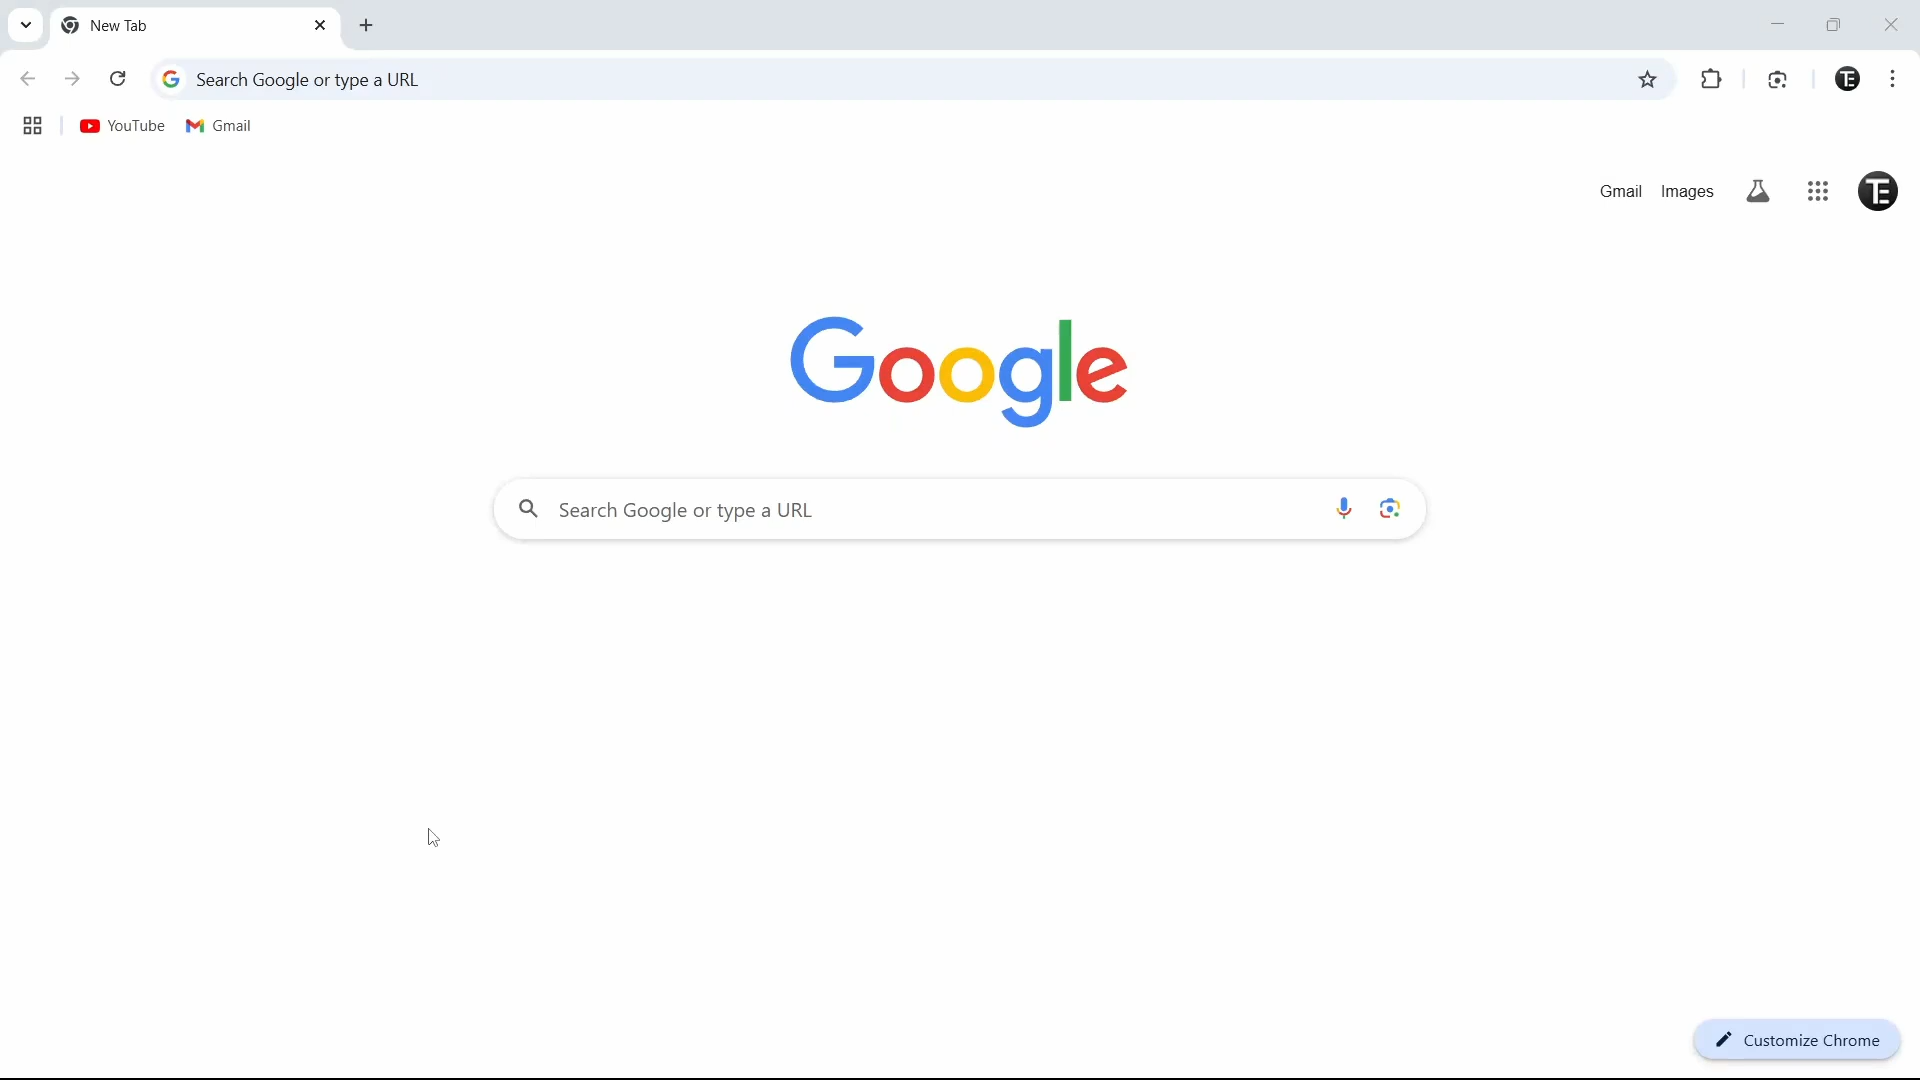 New Tab
Search Google or type a URL
YouTube Gmail
Gmail Images
Google
Search Google or type a URL
Customize Chrome